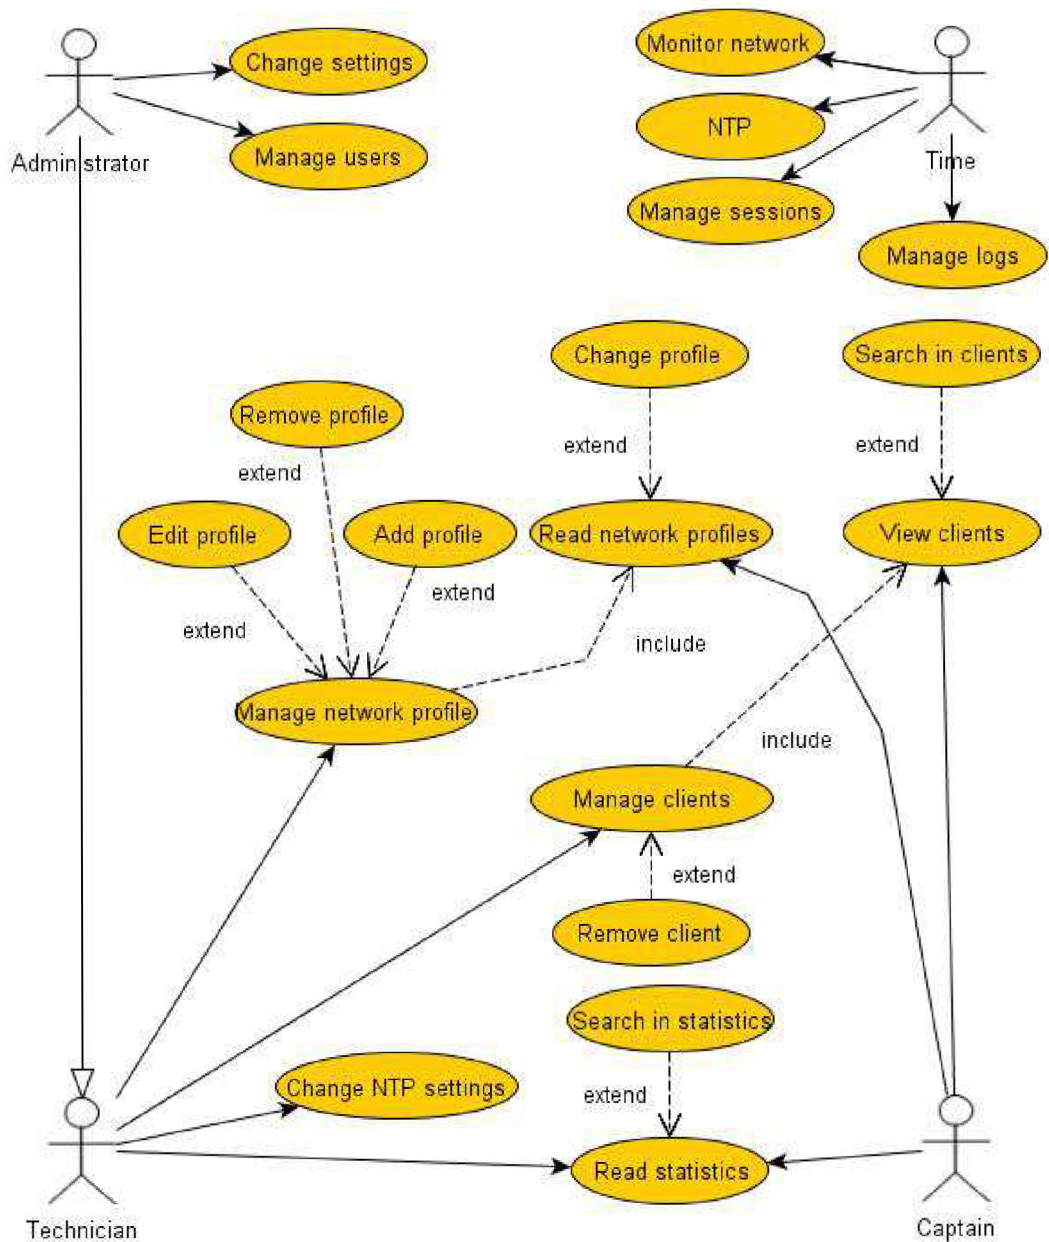 Monitor network
Change settings
NTP
Manage users
Administrator
Time
Manage sessions
Manage logs
Change profile
Search in clients
Remove profile
extend
extend
extend
Edit profile
Add profile
Read network profiles
View clients
extend
extend
include
Manage network profile
include
Manage clients
extend
Remove client
Search in statistics
Change NTP settings
extend
Read statistics
Technician
Captain